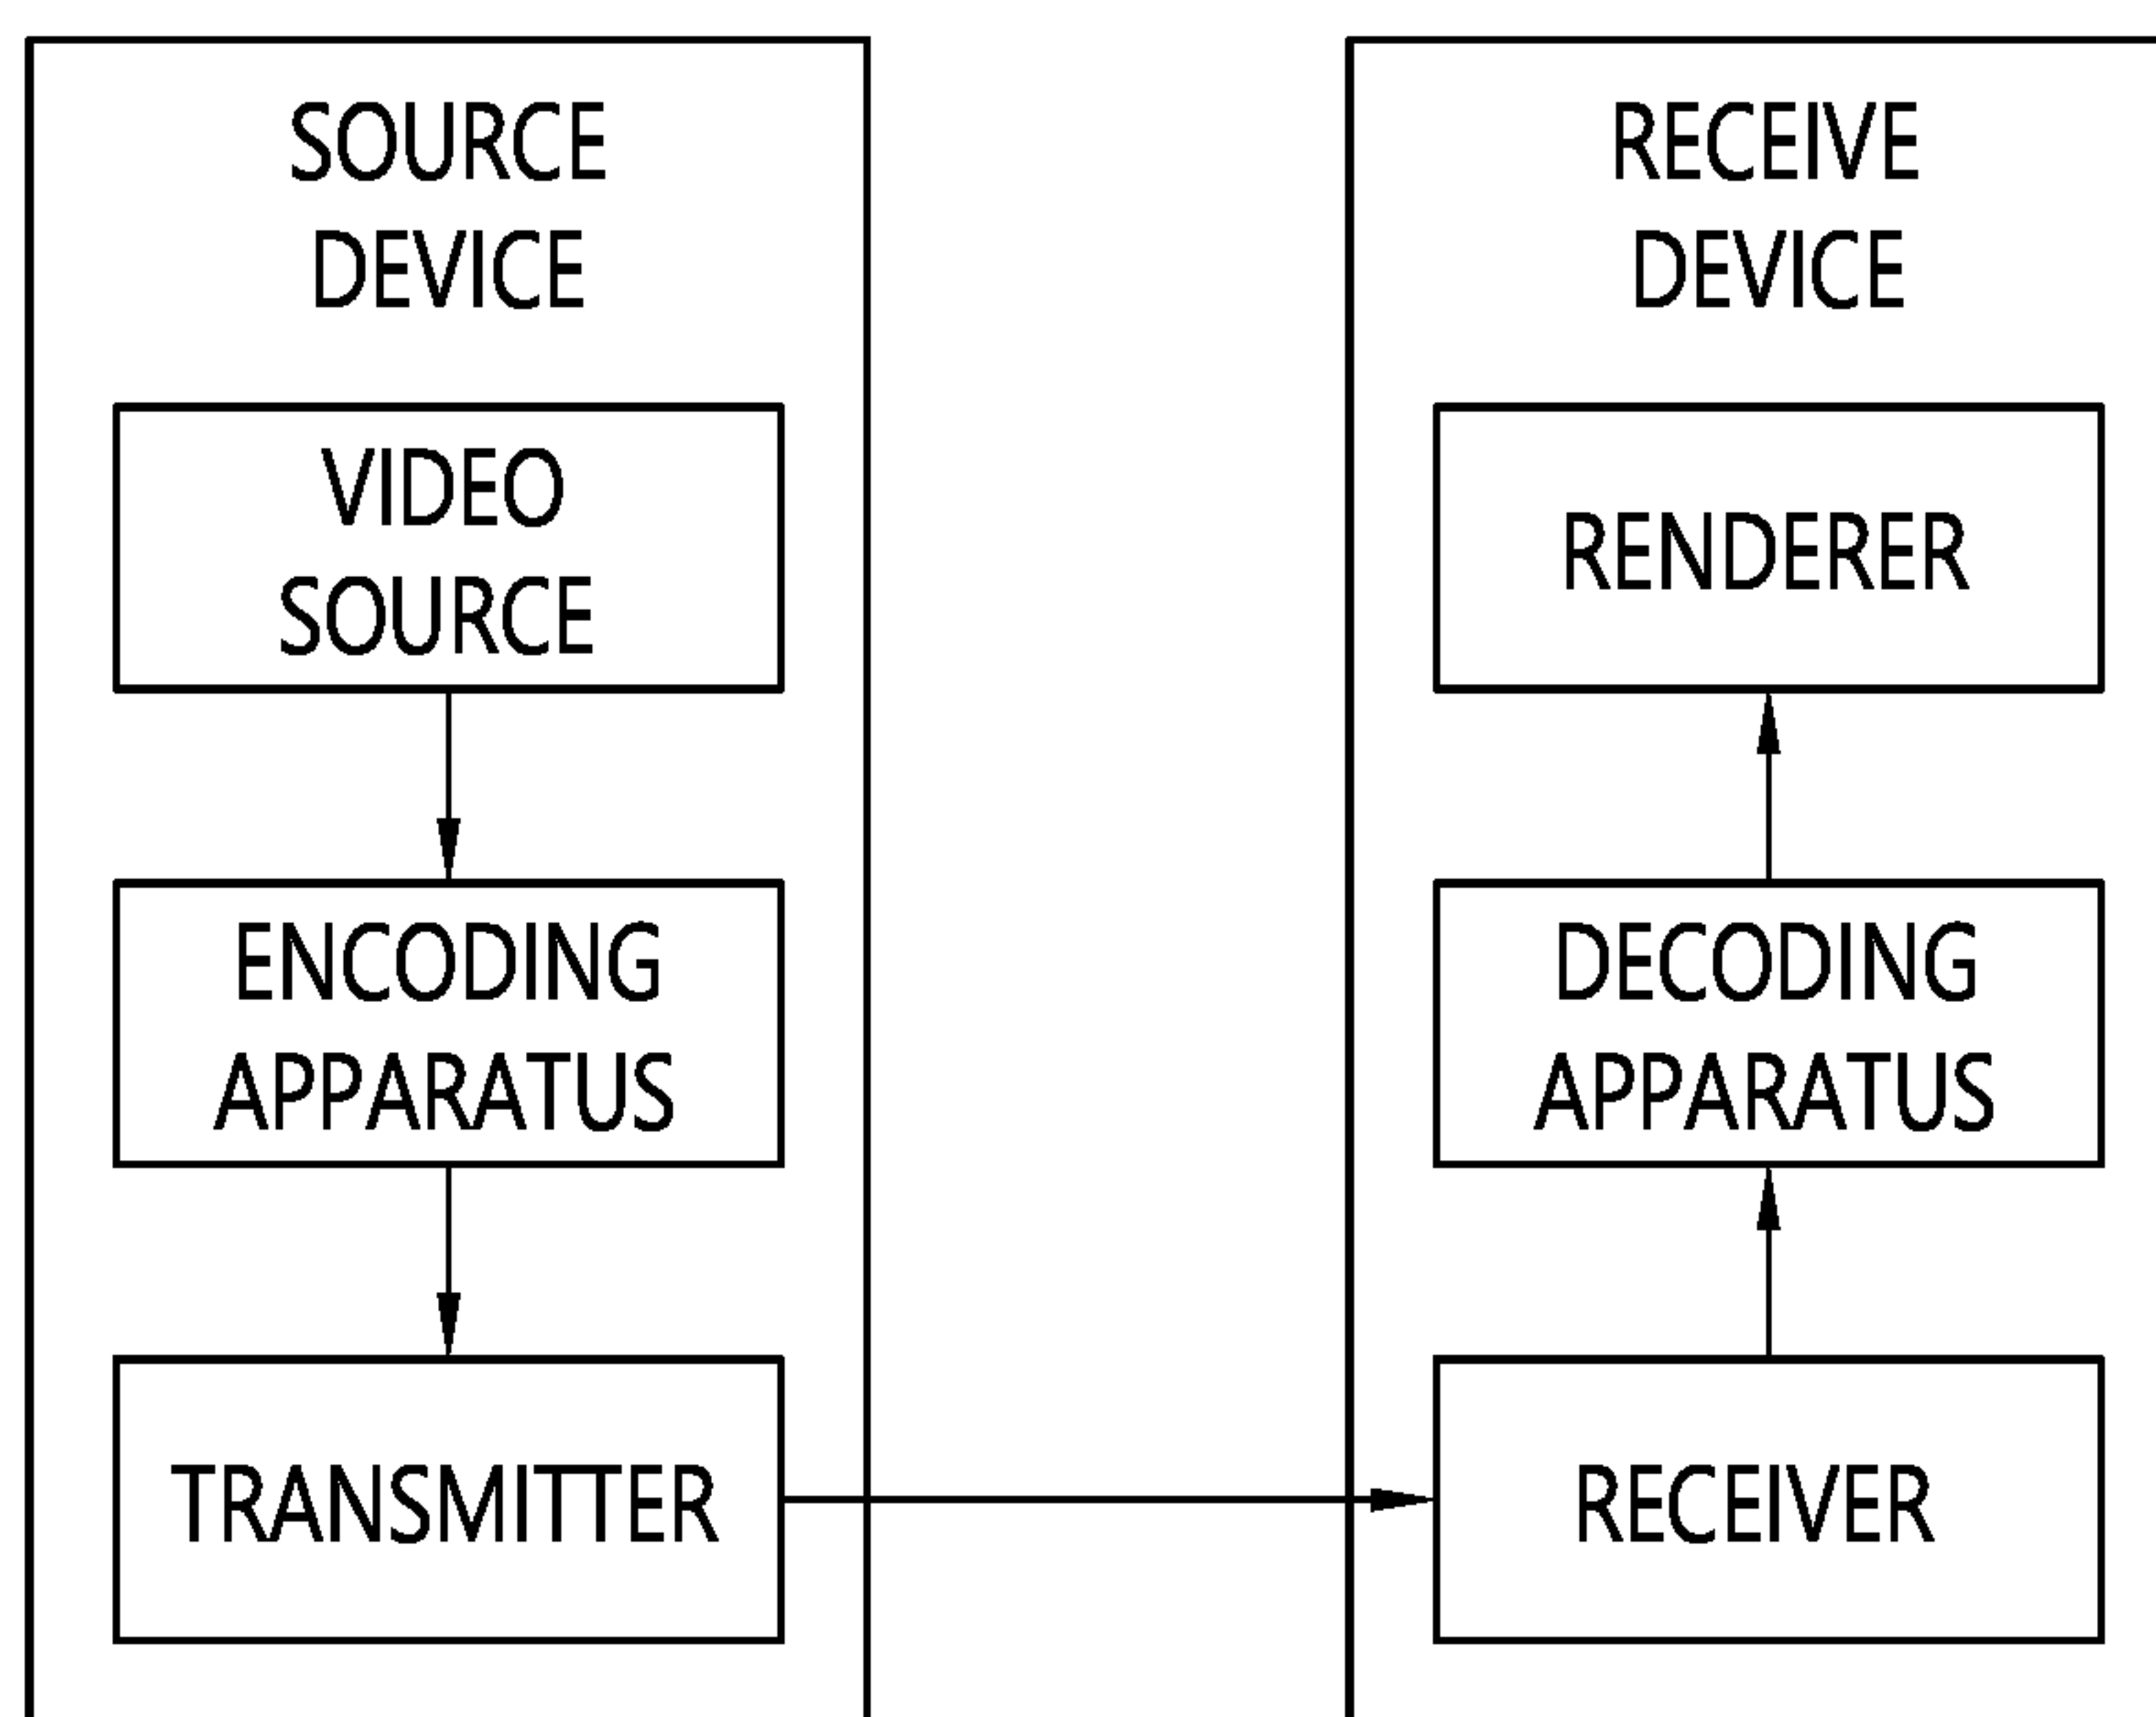 SOURCE
DEVICE
VIDEO
SOURCE
ENCODING
APPARATUS
TRANSMITTER
RECEIVE
DEVICE
RENDERER
DECODING
APPARATUS
RECEIVER